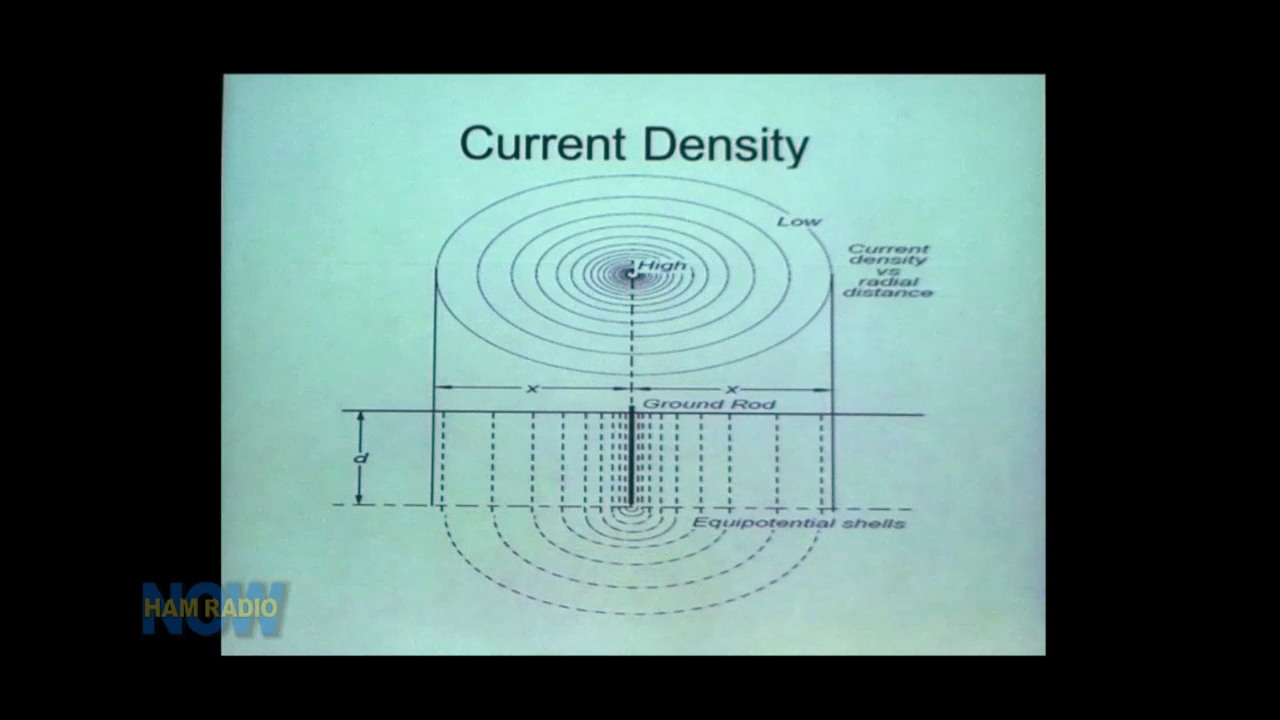 Current Density
Low
High
Current
density
vs
radial
distance
x
x
Ground Rod
d
Equipotential shells
NOW
HAM RADIO